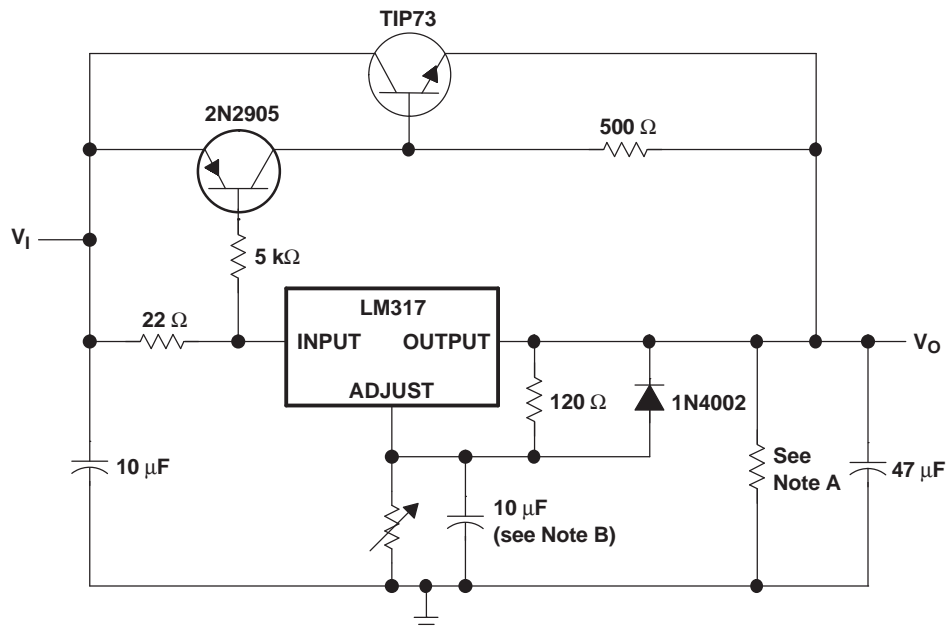 TIP73
2N2905
500 Ω
V_I
5 kΩ
22 Ω
LM317
INPUT OUTPUT
ADJUST
V_O
120 Ω
1N4002
10 μF
See
Note A
47 μF
10 μF
(see Note B)